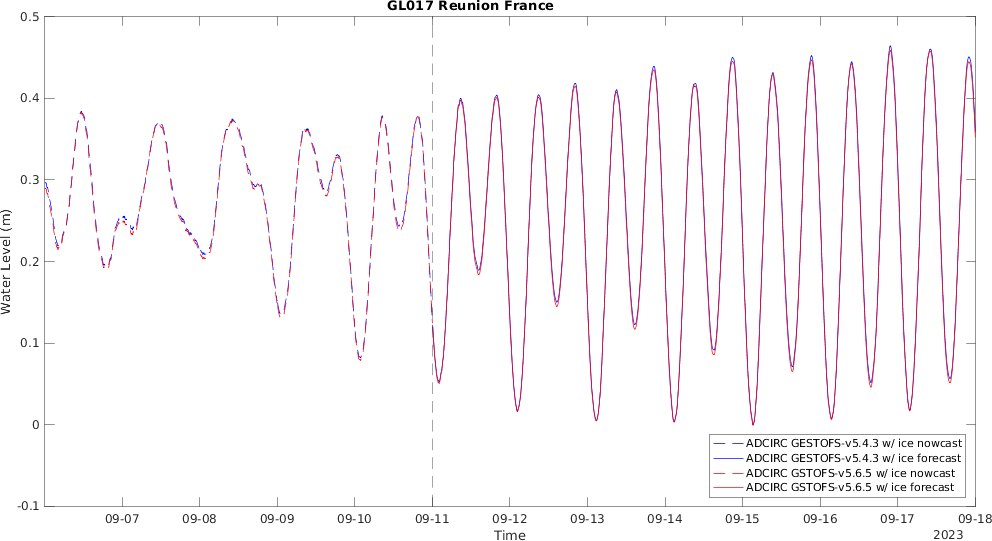 GL017 Reunion France
0.5
0.4
0.3
0.2
0.1
0
-0.1
Water Level (m)
ADCIRC GESTOFS-v5.4.3 w/ ice nowcast
ADCIRC GESTOFS-v5.4.3 w/ ice forecast
ADCIRC GSTOFS-v5.6.5 w/ ice nowcast
ADCIRC GSTOFS-v5.6.5 w/ ice forecast
09-07 09-08 09-09 09-10 09-11 09-12 09-13 09-14 09-15 09-16 09-17 09-18
Time 2023